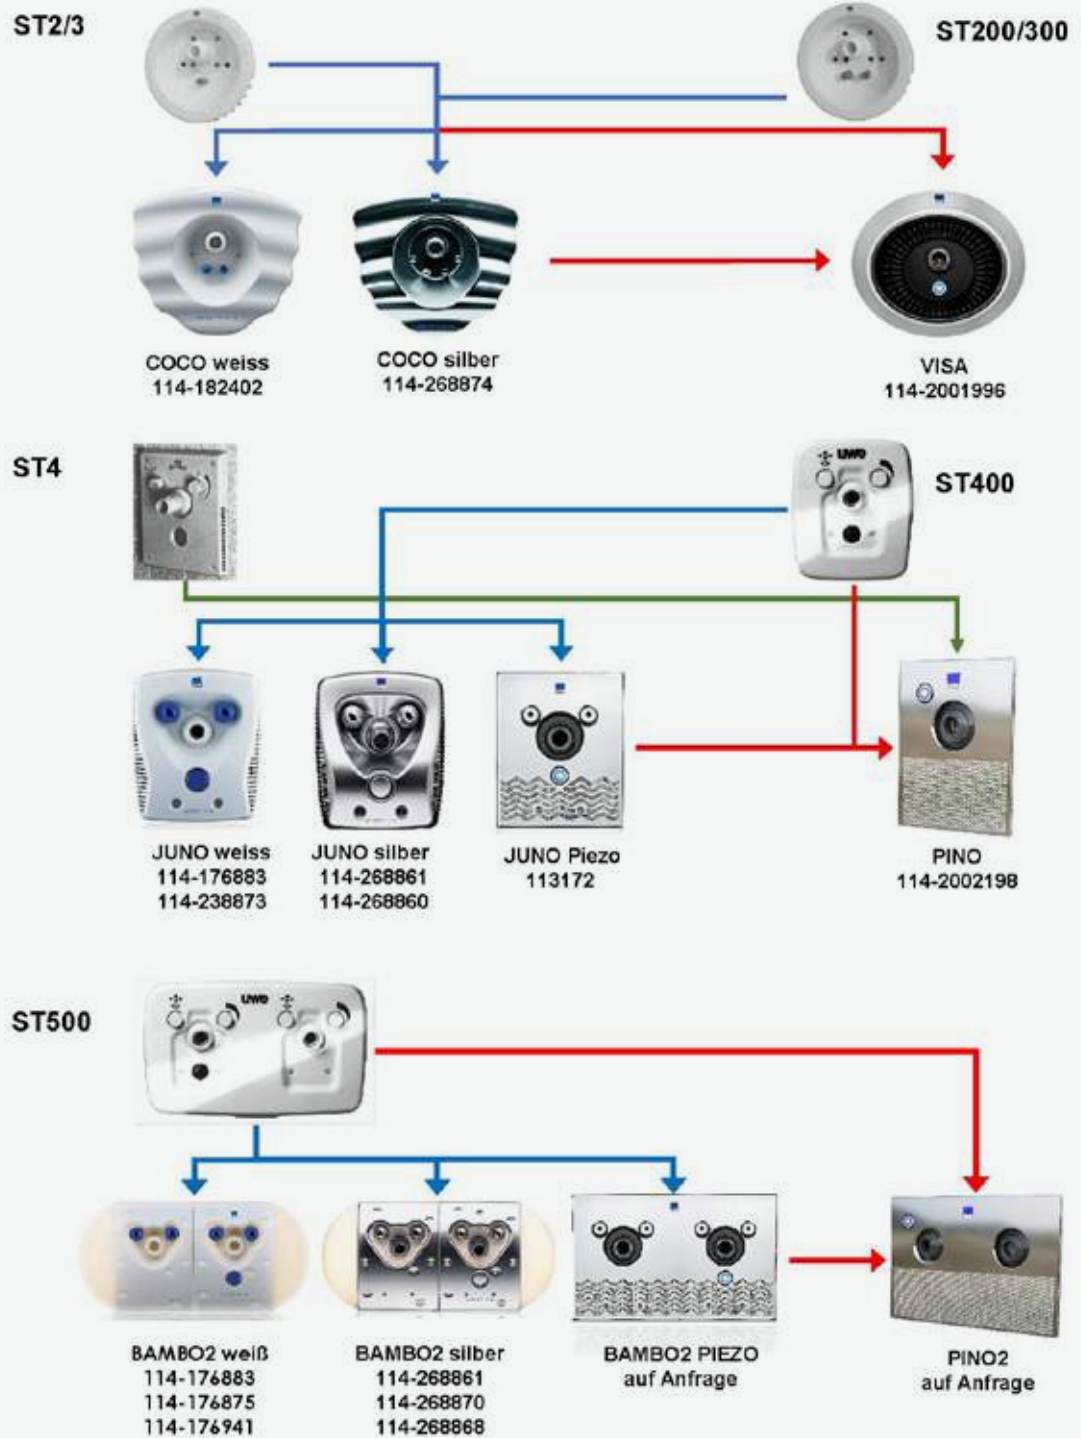 ST2/3
ST200/300
COCO weiss
114-182402
COCO silber
114-268874
VISA
114-2001996
ST4
uwe
ST400
JUNO weiss
114-176883
114-238873
JUNO silber
114-268861
114-268860
JUNO Piezo
113172
PINO
114-2002198
ST500
uwe
BAMBO2 weiß
114-176883
114-176875
114-176941
BAMBO2 silber
114-268861
114-268870
114-268868
BAMBO2 PIEZO
auf Anfrage
PINO2
auf Anfrage